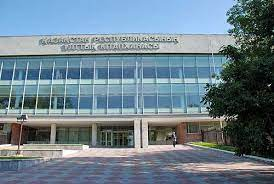 ҚАЗАҚСТАН РЕСПУБЛИКАСЫНЫҢ
ҰЛТТЫҚ КІТАПХАНАСЫ